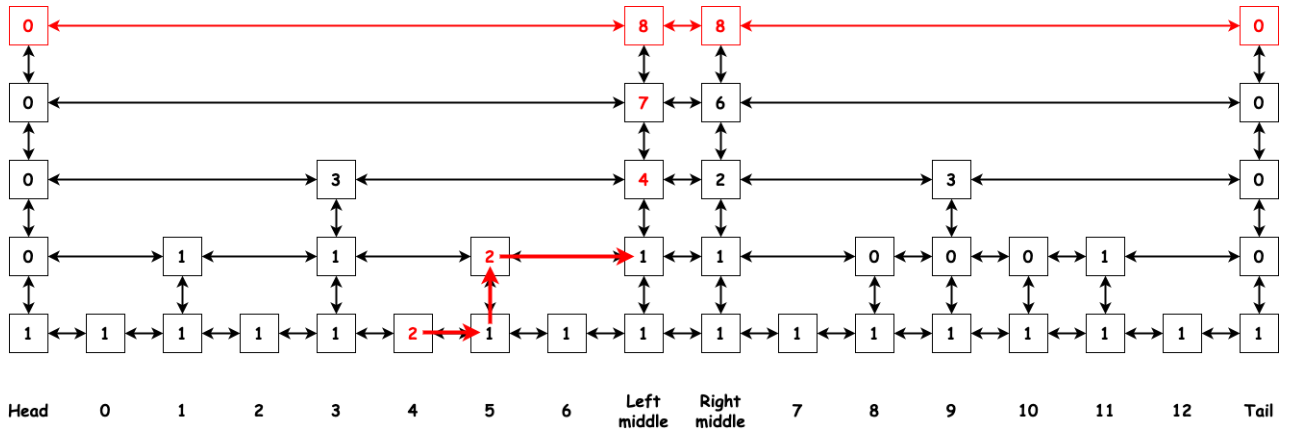 0 8 8 0
0 7 6 0
0 3 4 2 3 0
0 1 1 2 1 1 0 0 0 1 0
1 1 1 1 1 2 1 1 1 1 1 1 1 1 1 1 1
Head 0 1 2 3 4 5 6 Left middle Right middle 7 8 9 10 11 12 Tail